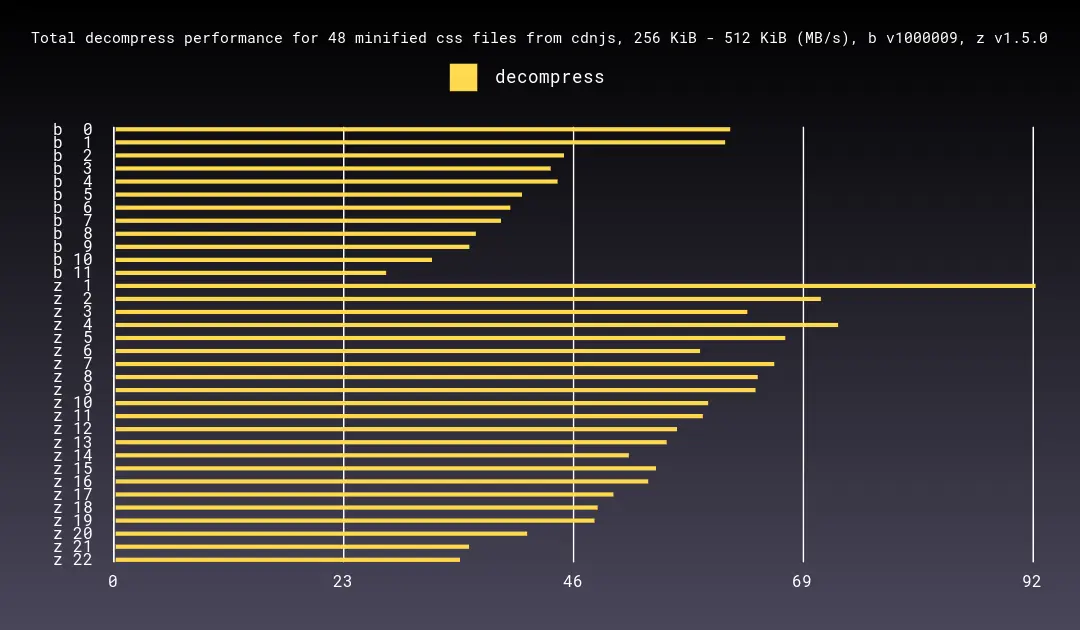 Total decompress performance for 48 minified css files from cdnjs, 256 KiB - 512 KiB (MB/s), b v1000009, z v1.5.0
decompress
b 0
b 1
b 2
b 3
b 4
b 5
b 6
b 7
b 8
b 9
b 10
b 11
z 1
z 2
z 3
z 4
z 5
z 6
z 7
z 8
z 9
z 10
z 11
z 12
z 13
z 14
z 15
z 16
z 17
z 18
z 19
z 20
z 21
z 22
0 23 46 69 92